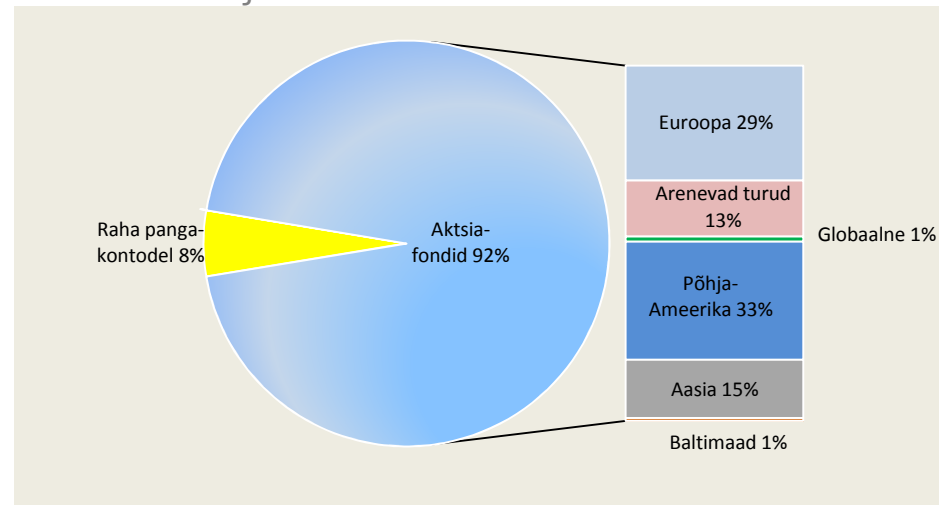 Raha panga-
kontodel 8%
Aktsia-
fondid 92%
Euroopa 29%
Arenevad turud
13%
Globaalne 1%
Põhja-
Ameerika 33%
Aasia 15%
Baltimaad 1%